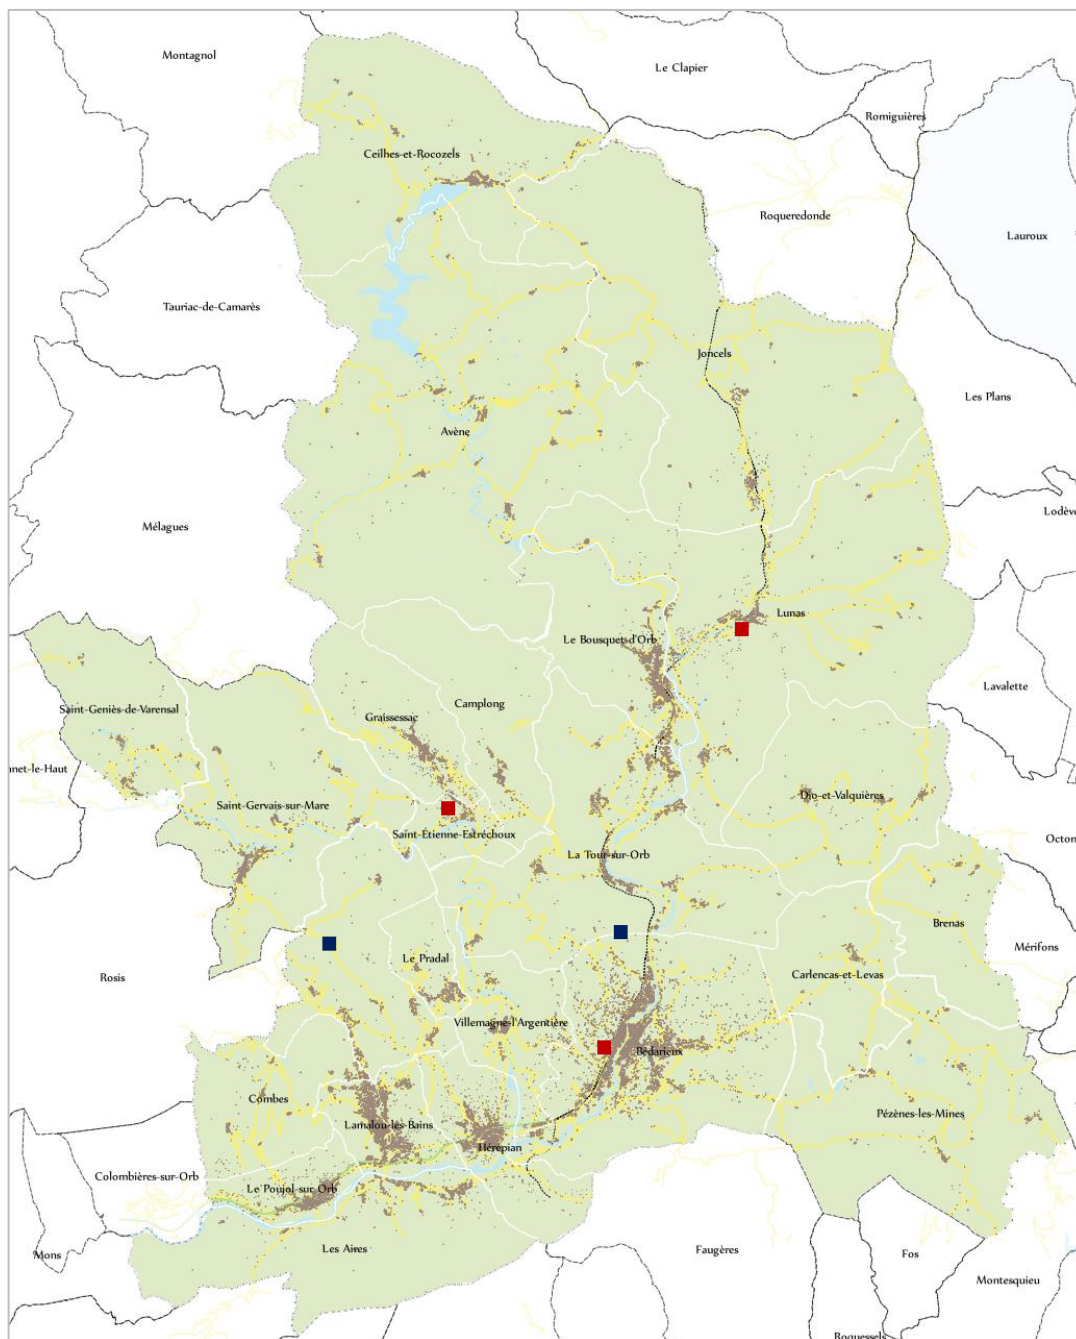 Montagnol
Le Clapier
Romiguières
Ceilhes-et-Rocozels
Roqueredonde
Lauroux
Tauriac-de-Camarès
Joncels
Les Plans
Avène
Lodèv
Mélagues
Lunas
Le Bousquet-d'Orb
Lavalette
Saint-Geniès-de-Varensal
Camplong
Graissessac
net-le-Haut
Dio-et-Valquières
Saint-Gervais-sur-Mare
Saint-Étienne-Estréchoux
Octon
La Tour-sur-Orb
Brenas
Mérifons
Le Pradal
Rosis
Carlencas-et-Levas
Villemagne-l'Argentière
Bédarieux
Combes
Pézènes-les-Mines
Lamalou-les-Bains
Hérépian
Colombières-sur-Orb
Le Poujol-sur-Orb
Les Aires
Faugères
Mons
Fos
Montesquieu
Roquessels